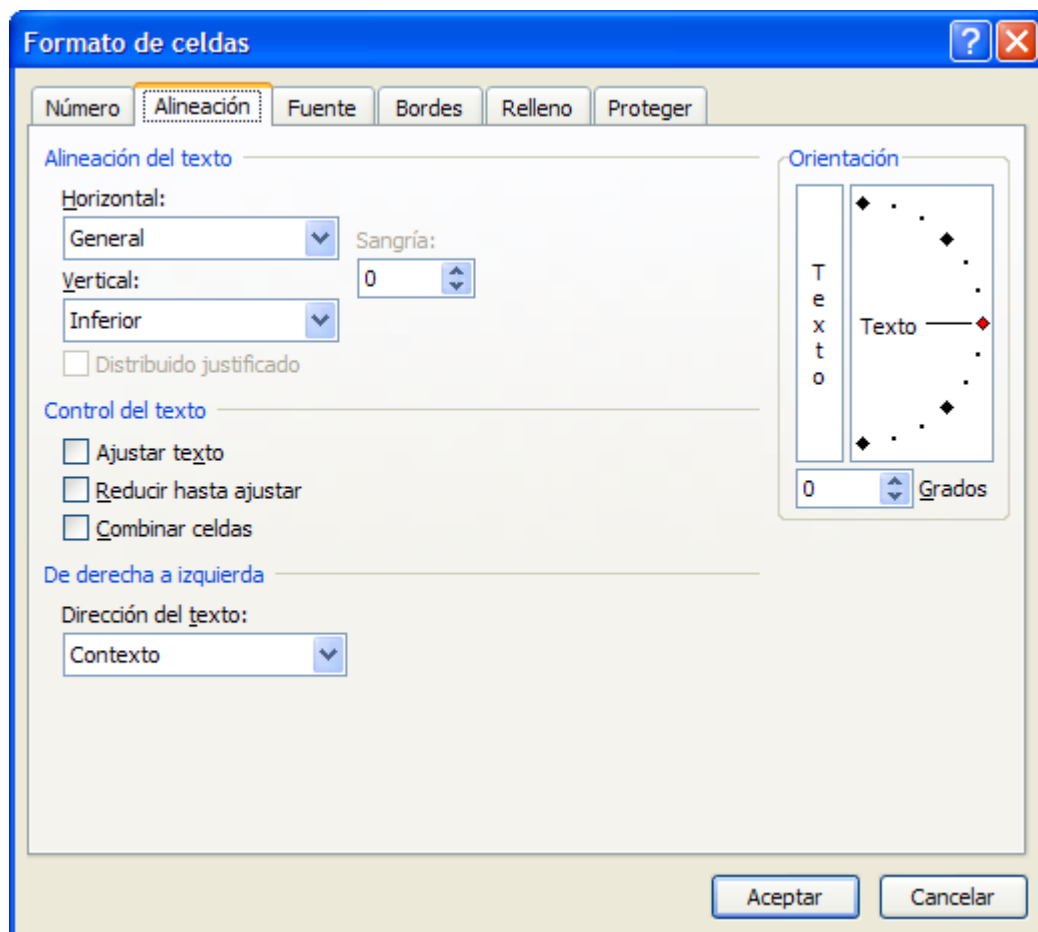 Formato de celdas
Número Alineación Fuente Bordes Relleno Proteger
Alineación del texto
Horizontal:
General
Sangría:
0
Vertical:
Inferior
Distribuido justificado
Control del texto
Ajustar texto
Reducir hasta ajustar
Combinar celdas
De derecha a izquierda
Dirección del texto:
Contexto
Orientación
Texto
Texto
0 Grados
Aceptar Cancelar